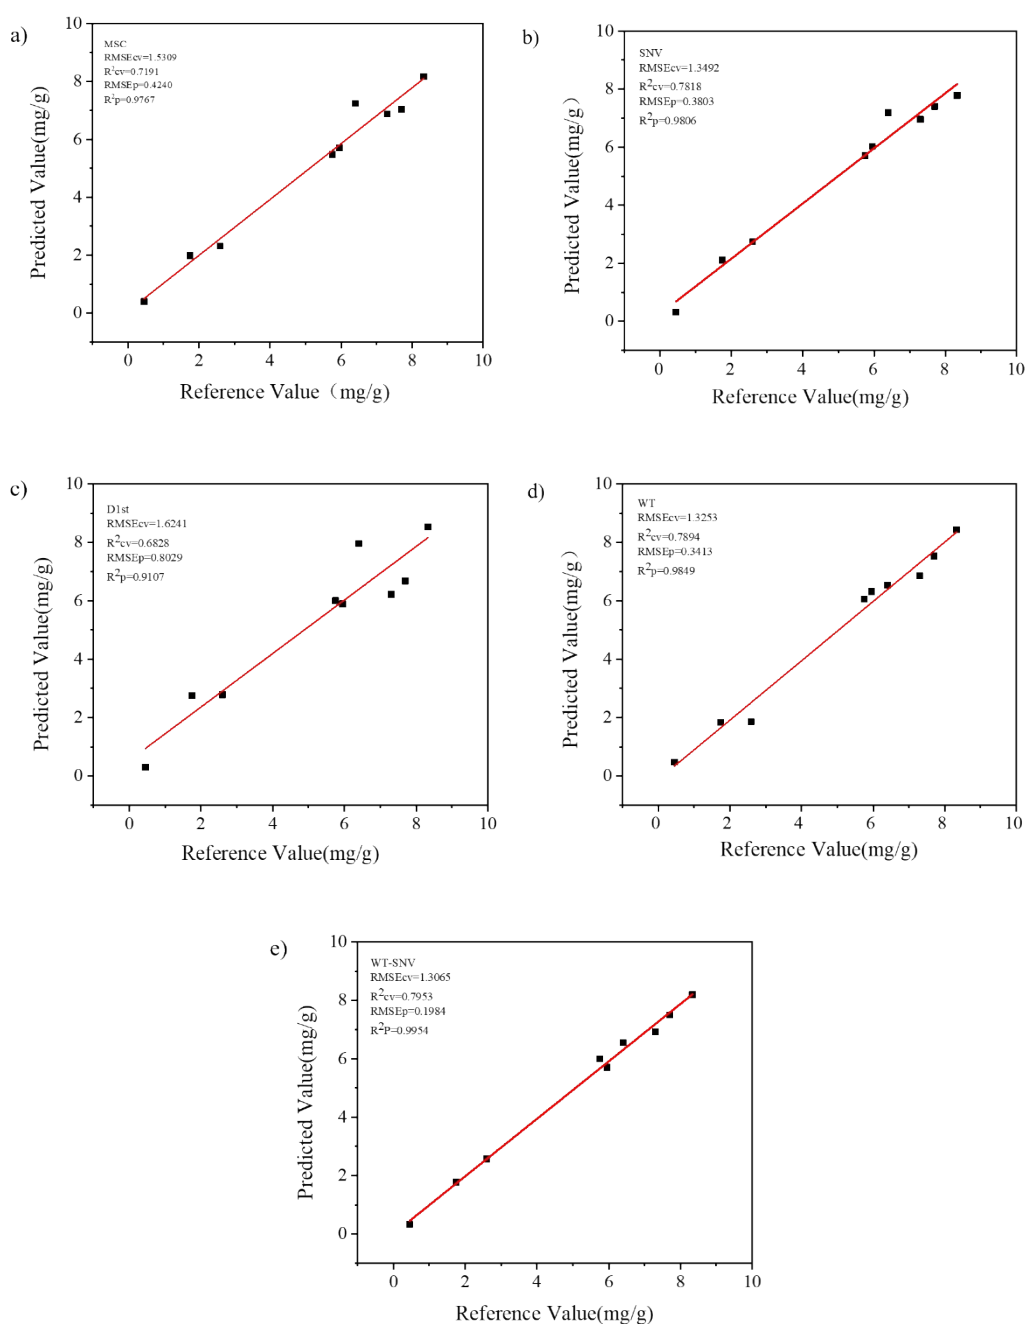 a)
MSC
RMSEcv=1.5309
R²cv=0.7191
RMSEp=0.4240
R²p=0.9767
10
8
6
4
2
0
0 2 4 6 8 10
Predicted Value(mg/g)
Reference Value（mg/g)
b)
SNV
RMSEcv=1.3492
R²cv=0.7818
RMSEp=0.3803
R²p=0.9806
10
8
6
4
2
0
0 2 4 6 8 10
Predicted Value(mg/g）
Reference Value(mg/g)
c)
D1st
RMSEcv=1.6241
R²cv=0.6828
RMSEp=0.8029
R²p=0.9107
10
8
6
4
2
0
0 2 4 6 8 10
Predicted Value(mg/g)
Reference Value(mg/g)
d)
WT
RMSEcv=1.3253
R²cv=0.7894
RMSEp=0.3413
R²p=0.9849
10
8
6
4
2
0
0 2 4 6 8 10
Predicted Value(mg/g）
Reference Value(mg/g)
e)
WT-SNV
RMSEcv=1.3065
R²cv=0.7953
RMSEp=0.1984
R²P=0.9954
10
8
6
4
2
0
0 2 4 6 8 10
Predicted Value(mg/g)
Reference Value(mg/g)